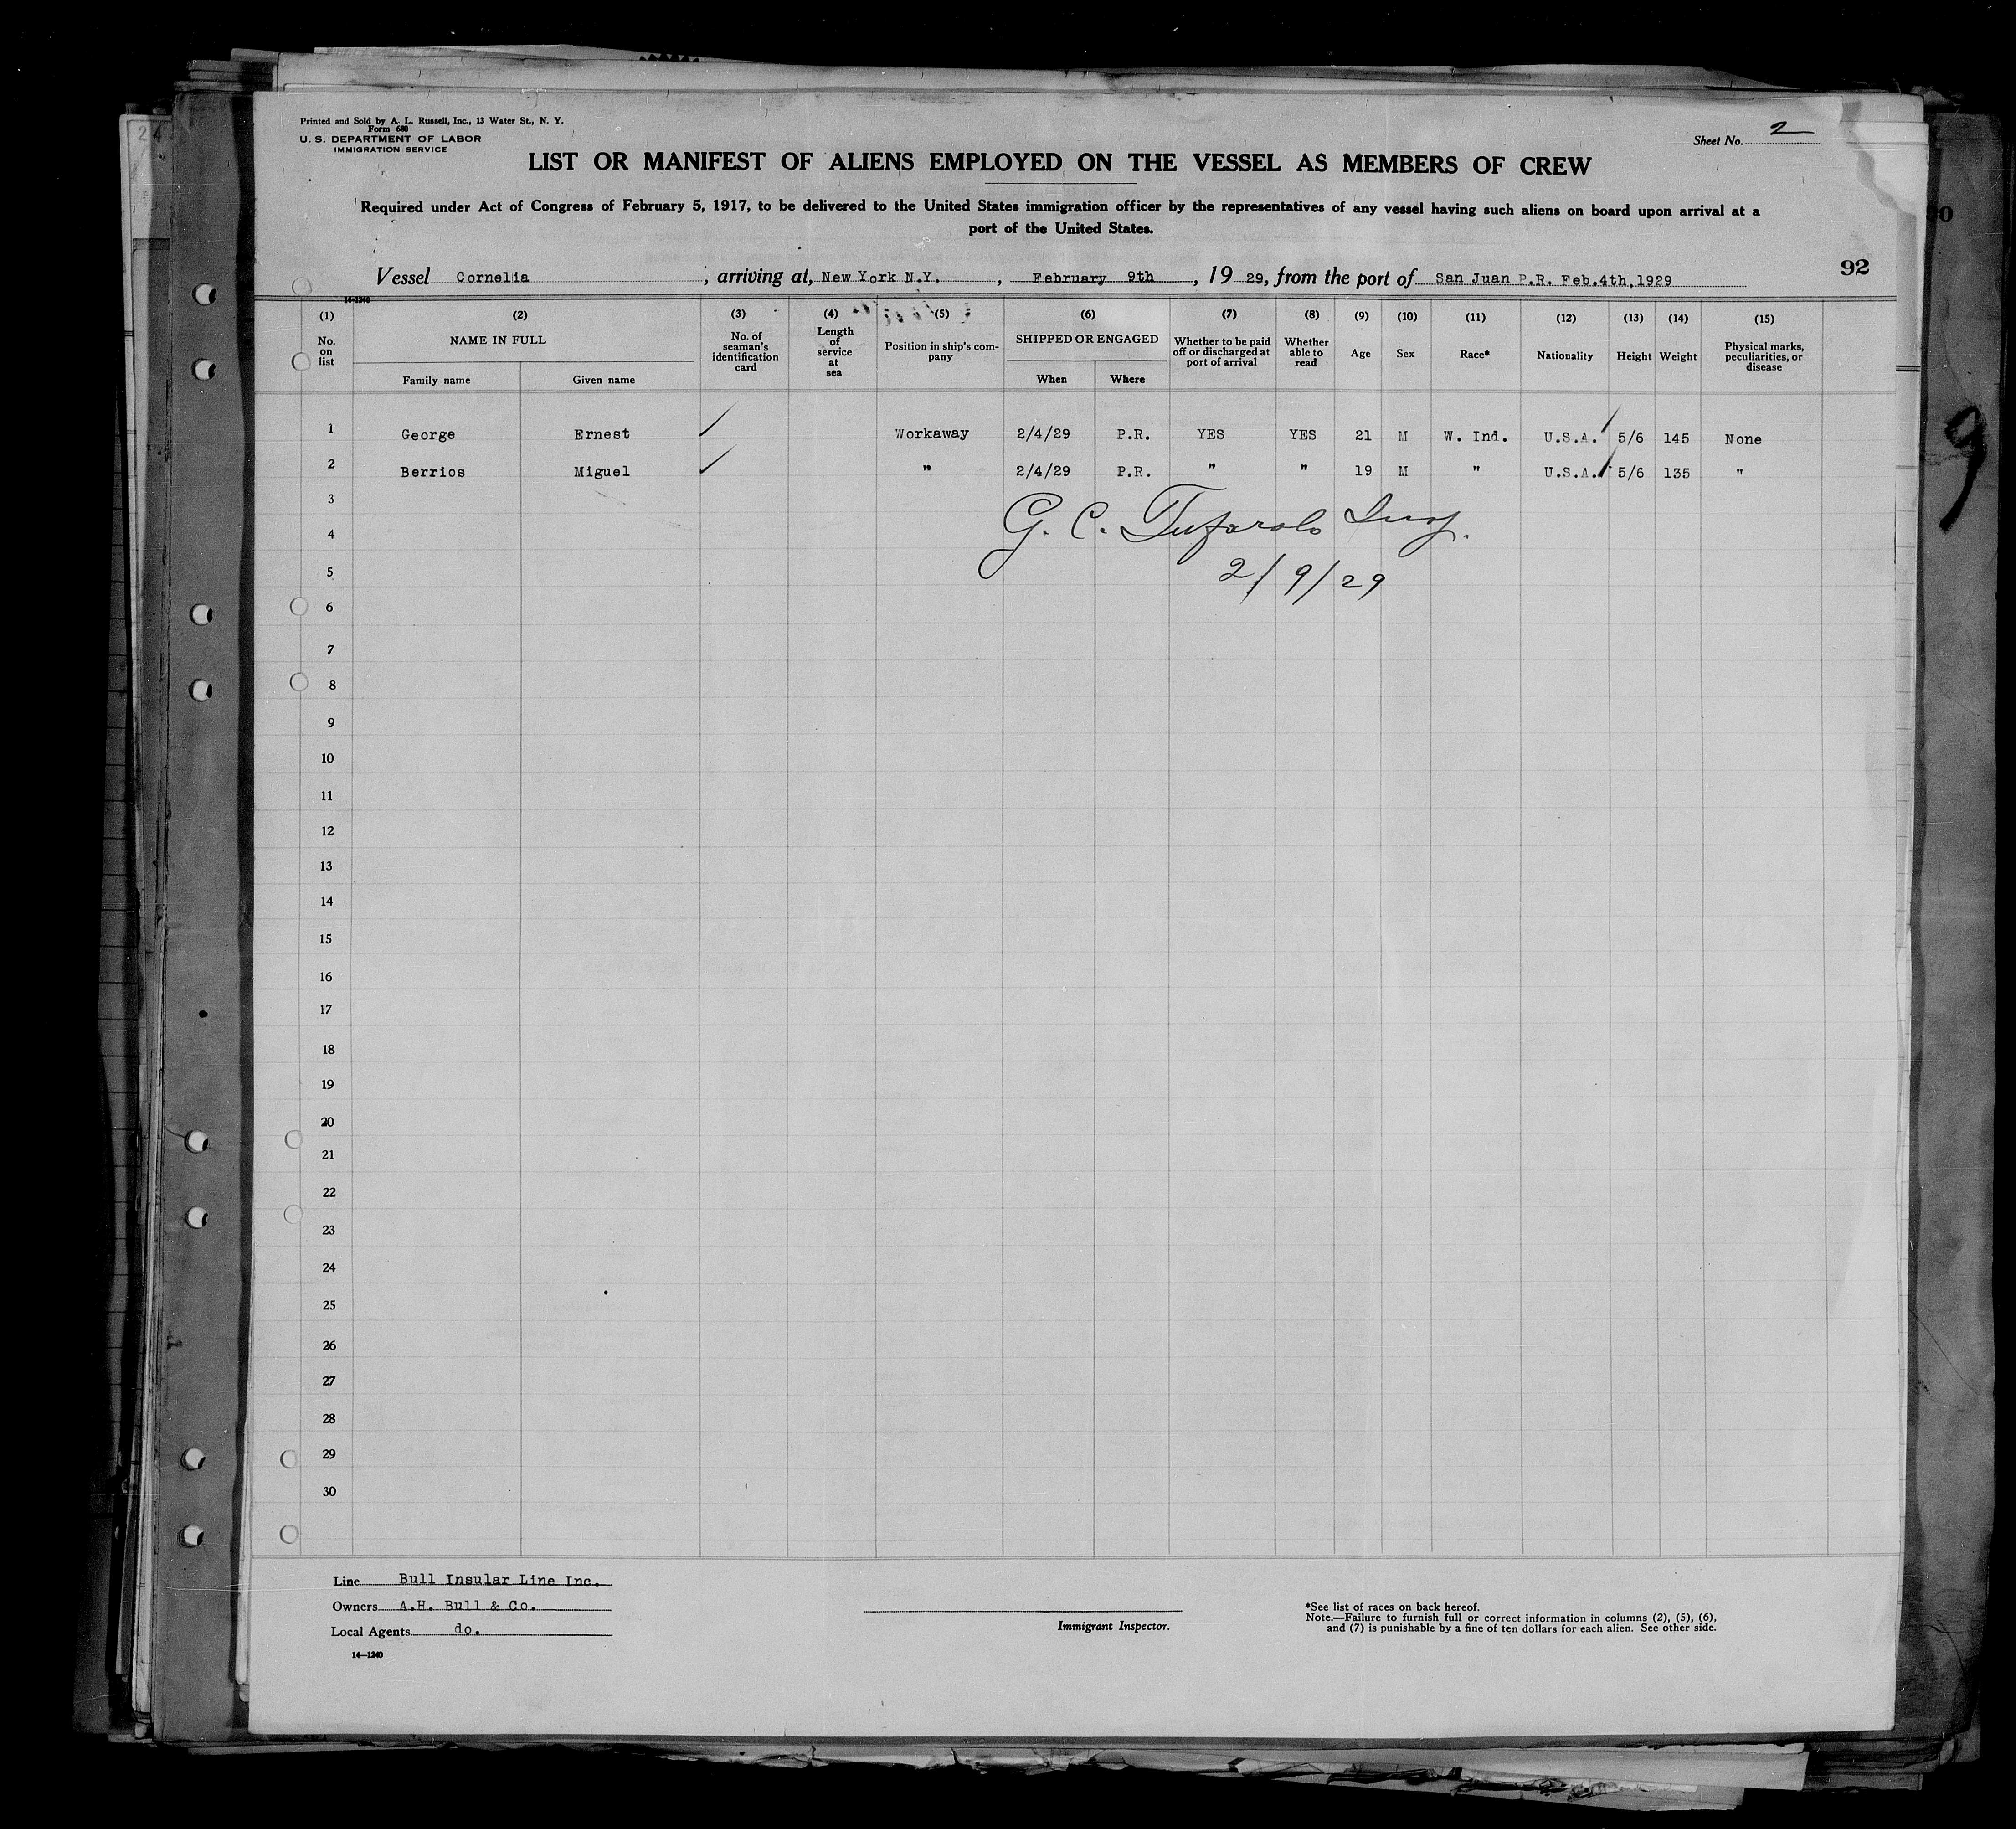 Printed and Sold by A. L. Russell, Inc., 13 Water St., N. Y.
Form 680
U. S. DEPARTMENT OF LABOR
IMMIGRATION SERVICE
Sheet No. 2
LIST OR MANIFEST OF ALIENS EMPLOYED ON THE VESSEL AS MEMBERS OF CREW
Required under Act of Congress of February 5, 1917, to be delivered to the United States immigration officer by the representatives of any vessel having such aliens on board upon arrival at a
port of the United States.
92
Vessel Cornelia, arriving at, New York N.Y., February 9th, 1929, from the port of San Juan P.R. Feb.4th,1929
14-1240
(1) (2) (3) (4) (5) (6) (7) (8) (9) (10) (11) (12) (13) (14) (15)
No. on list NAME IN FULL Family name Given name No. of seaman's identification card Length of service at sea Position in ship's company SHIPPED OR ENGAGED When Where Whether to be paid off or discharged at port of arrival Whether able to read Age Sex Race* Nationality Height Weight Physical marks, peculiarities, or disease
1 George Ernest Workaway 2/4/29 P.R. YES YES 21 M W. Ind. U.S.A. 5/6 145 None
2 Berrios Miguel " 2/4/29 P.R. " " 19 M " U.S.A. 5/6 135 "
3
G. C. Tufarolo Insp.
4
5
2/9/29
6
7
8
9
10
11
12
13
14
15
16
17
18
19
20
21
22
23
24
25
26
27
28
29
30
Line Bull Insular Line Inc.
Owners A.H. Bull & Co.
Local Agents do.
14—1240
Immigrant Inspector.
*See list of races on back hereof.
Note.—Failure to furnish full or correct information in columns (2), (5), (6),
and (7) is punishable by a fine of ten dollars for each alien. See other side.
9